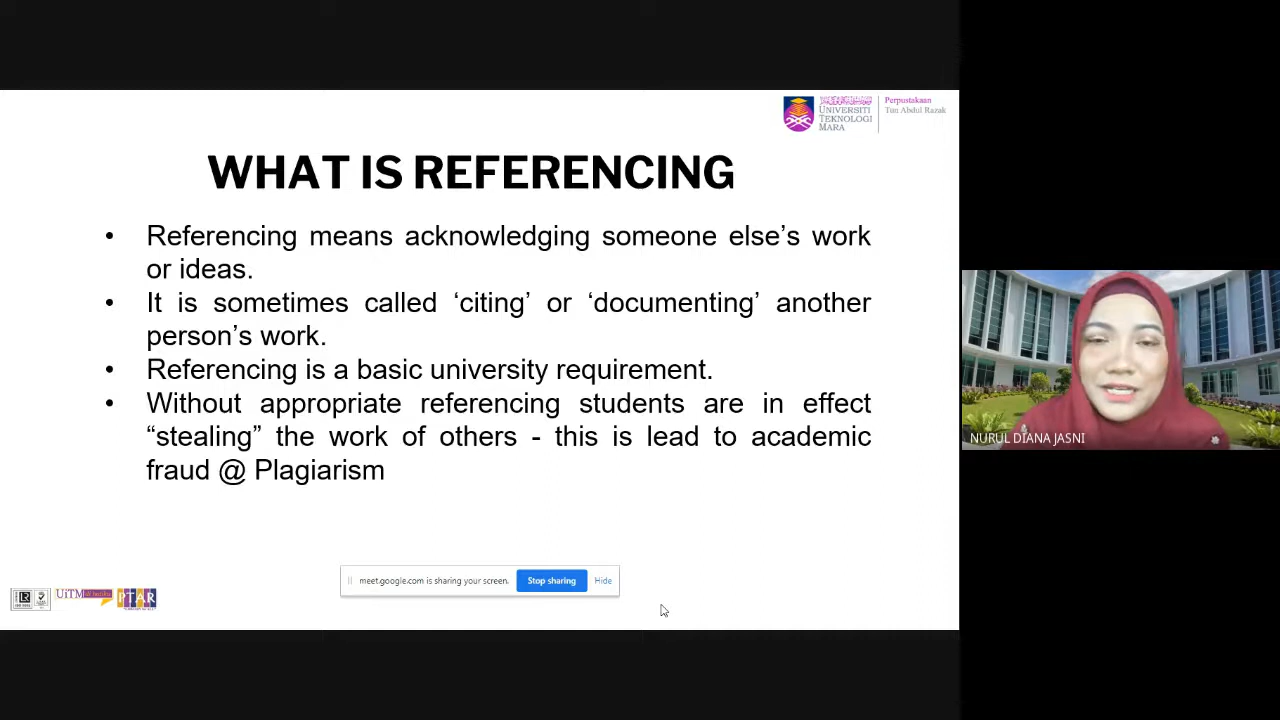 UNIVERSITI
TEKNOLOGI
MARA
Perpustakaan
Tun Abdul Razak
WHAT IS REFERENCING
• Referencing means acknowledging someone else’s work
or ideas.
• It is sometimes called ‘citing’ or ‘documenting’ another
person’s work.
• Referencing is a basic university requirement.
• Without appropriate referencing students are in effect
“stealing” the work of others - this is lead to academic
fraud @ Plagiarism
NURUL DIANA JASNI
meet.google.com is sharing your screen.
Stop sharing
Hide
UiTM
PTAR